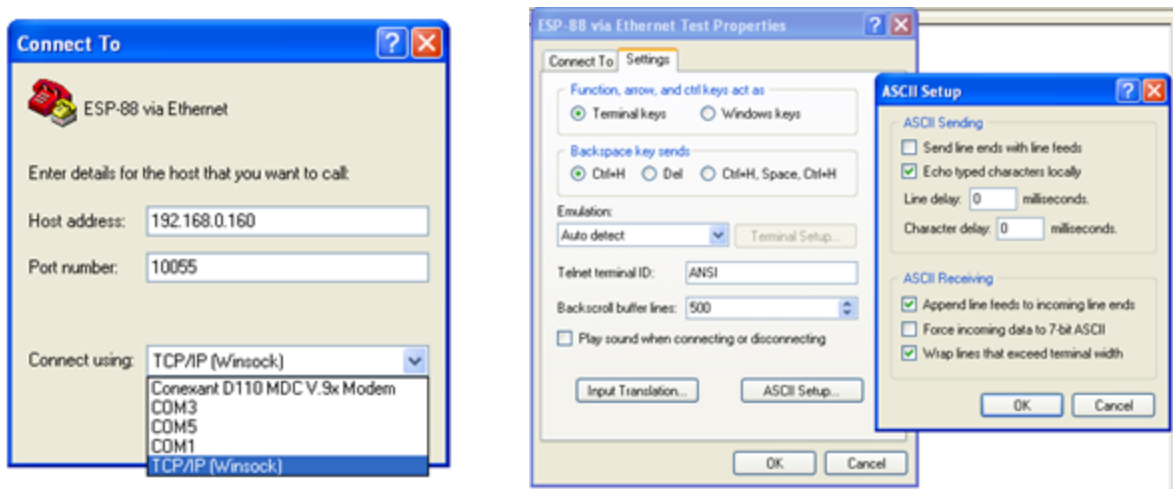 Connect To
ESP-88 via Ethernet
Enter details for the host that you want to call:
Host address: 192.168.0.160
Port number: 10055
Connect using: TCP/IP (Winsock)
Conexant D110 MDC V.9x Modem
COM3
COM5
COM1
TCP/IP (Winsock)
ESP-88 via Ethernet Test Properties
Connect To Settings
Function, arrow, and ctrl keys act as
Terminal keys Windows keys
Backspace key sends
Ctrl+H Del Ctrl+H, Space, Ctrl+H
Emulation:
Auto detect Terminal Setup...
Telnet terminal ID: ANSI
Backscroll buffer lines: 500
Play sound when connecting or disconnecting
Input Translation... ASCII Setup...
OK Cancel
ASCII Setup
ASCII Sending
Send line ends with line feeds
Echo typed characters locally
Line delay: 0 milliseconds.
Character delay: 0 milliseconds.
ASCII Receiving
Append line feeds to incoming line ends
Force incoming data to 7-bit ASCII
Wrap lines that exceed terminal width
OK Cancel